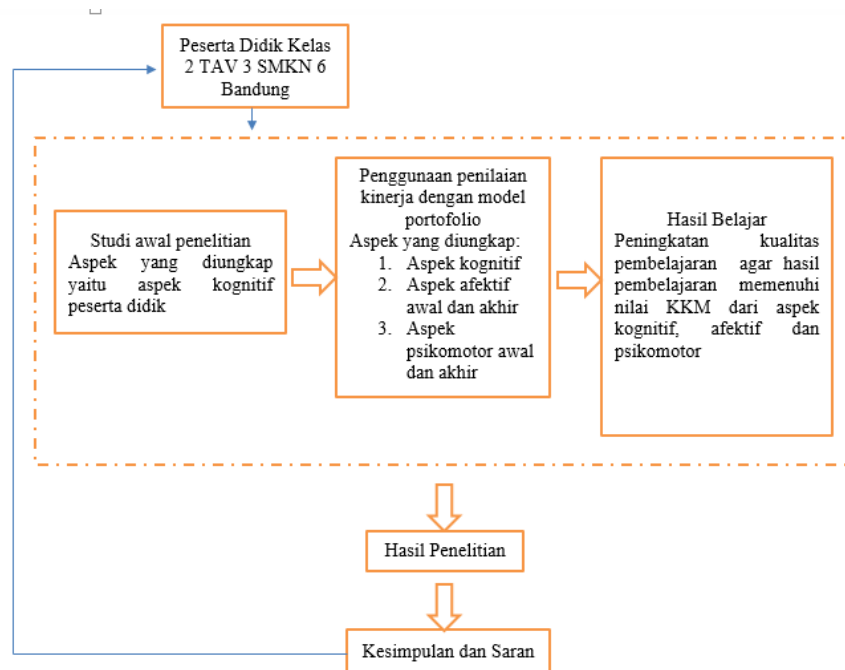 Peserta Didik Kelas
2 TAV 3 SMKN 6
Bandung
Studi awal penelitian
Aspek yang diungkap
yaitu aspek kognitif
peserta didik
Penggunaan penilaian
kinerja dengan model
portofolio
Aspek yang diungkap:
1. Aspek kognitif
2. Aspek afektif
awal dan akhir
3. Aspek
psikomotor awal
dan akhir
Hasil Belajar
Peningkatan kualitas
pembelajaran agar hasil
pembelajaran memenuhi
nilai KKM dari aspek
kognitif, afektif dan
psikomotor
Hasil Penelitian
Kesimpulan dan Saran